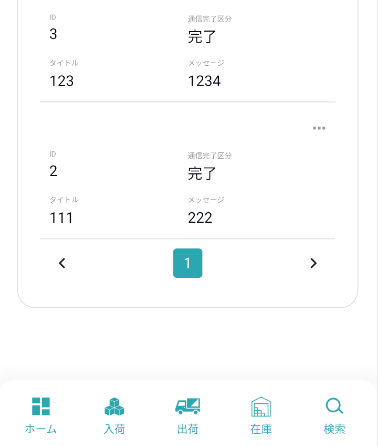 ID 通信完了区分
3 完了
タイトル メッセージ
123 1234
ID 通信完了区分
2 完了
タイトル メッセージ
111 222
1
ホーム 入荷 出荷 在庫 検索